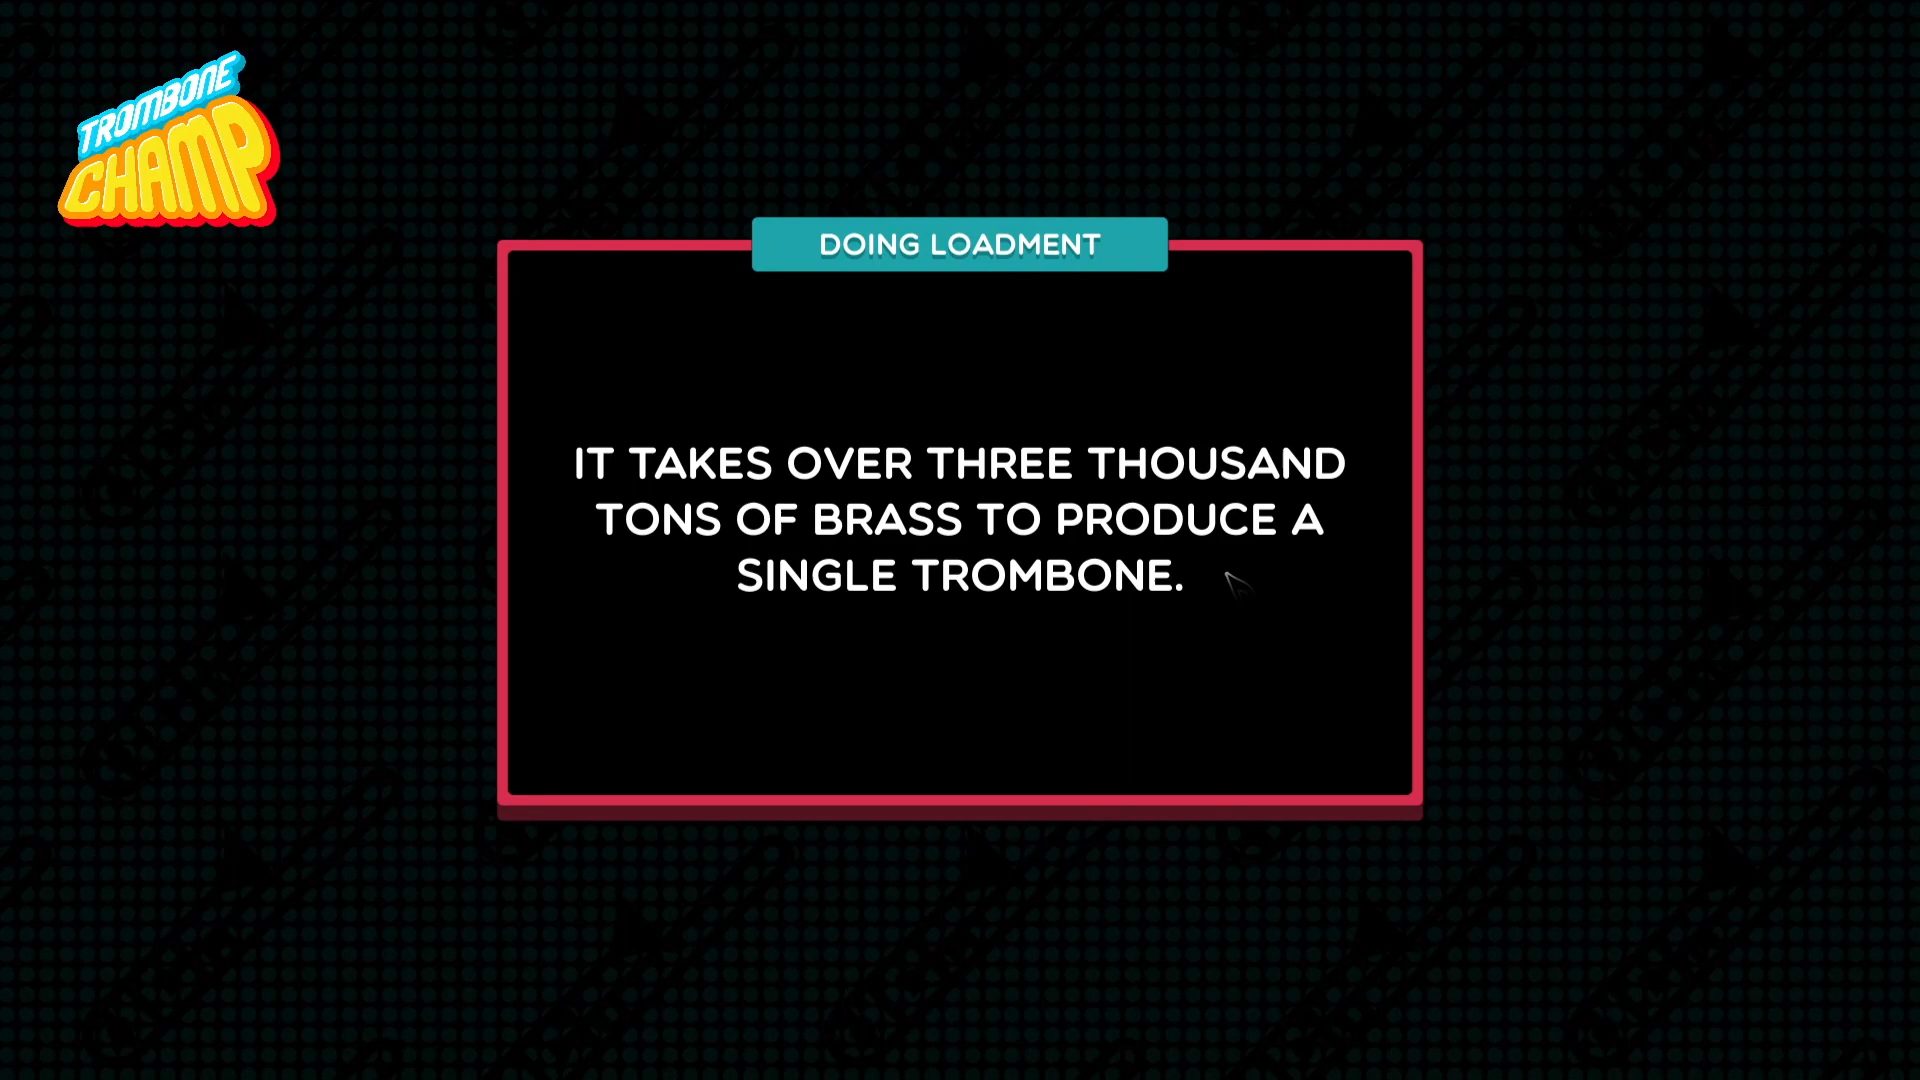 TROMBONE
CHAMP
DOING LOADMENT
IT TAKES OVER THREE THOUSAND
TONS OF BRASS TO PRODUCE A
SINGLE TROMBONE.